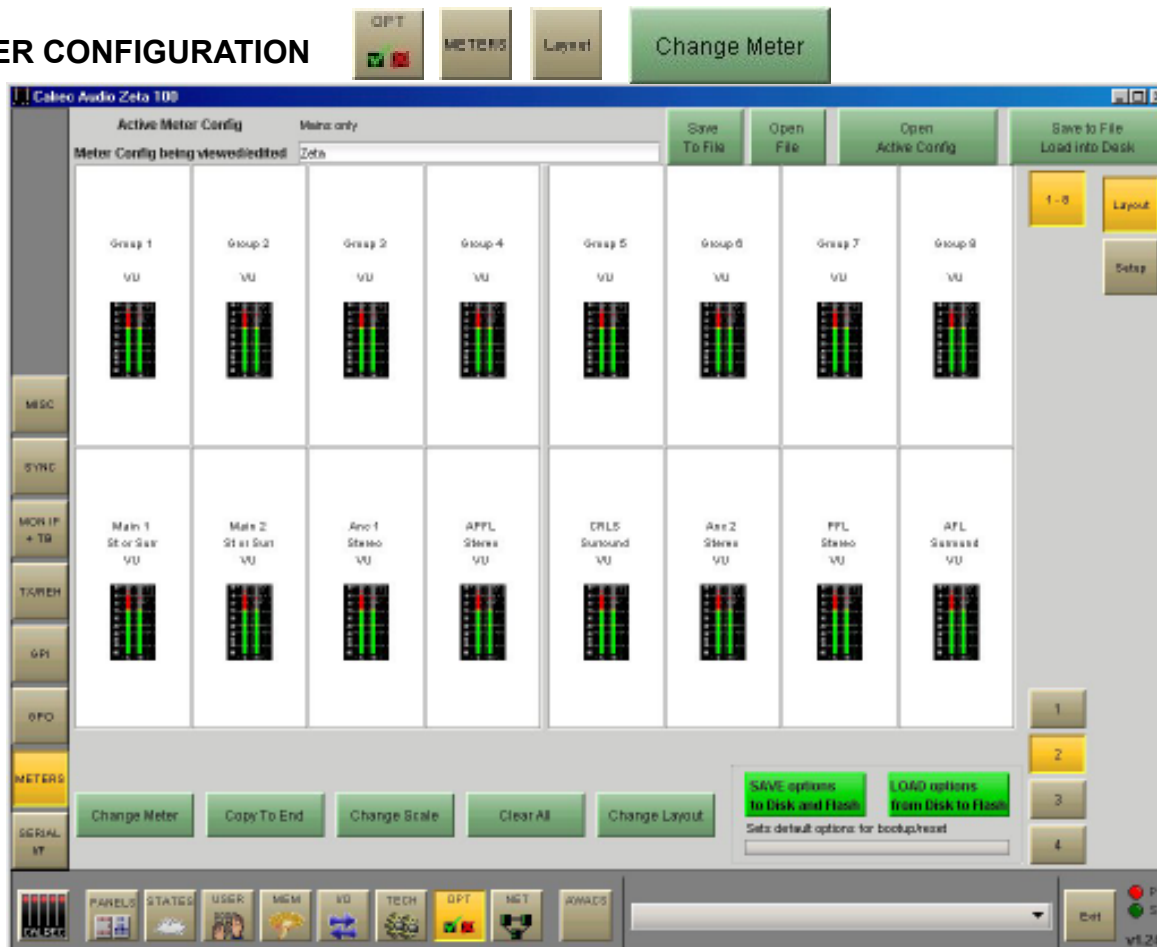 ER CONFIGURATION
OPT
METERS
Layout
Change Meter
Calrec Audio Zeta 100
Active Meter Config
Mains only
Save To File
Open File
Open Active Config
Save to File Load into Desk
Meter Config being viewed/edited
Zeta
1 - 8
Layout
Setup
Group 1
VU
Group 2
VU
Group 3
VU
Group 4
VU
Group 5
VU
Group 6
VU
Group 7
VU
Group 8
VU
MISC
SYNC
MON IP + TB
TX/REH
GPI
GPO
METERS
SERIAL I/F
Main 1
St or Surr
VU
Main 2
St or Surr
VU
Anc 1
Stereo
VU
APFL
Stereo
VU
CRLS
Surround
VU
Anc 2
Stereo
VU
PFL
Stereo
VU
AFL
Surround
VU
1
2
3
4
Change Meter
Copy To End
Change Scale
Clear All
Change Layout
SAVE options to Disk and Flash
LOAD options from Disk to Flash
Sets default options for bootup/reset
CALREC
PANELS
STATES
USER
MEM
I/O
TECH
OPT
NET
AWACS
Exit
P
S